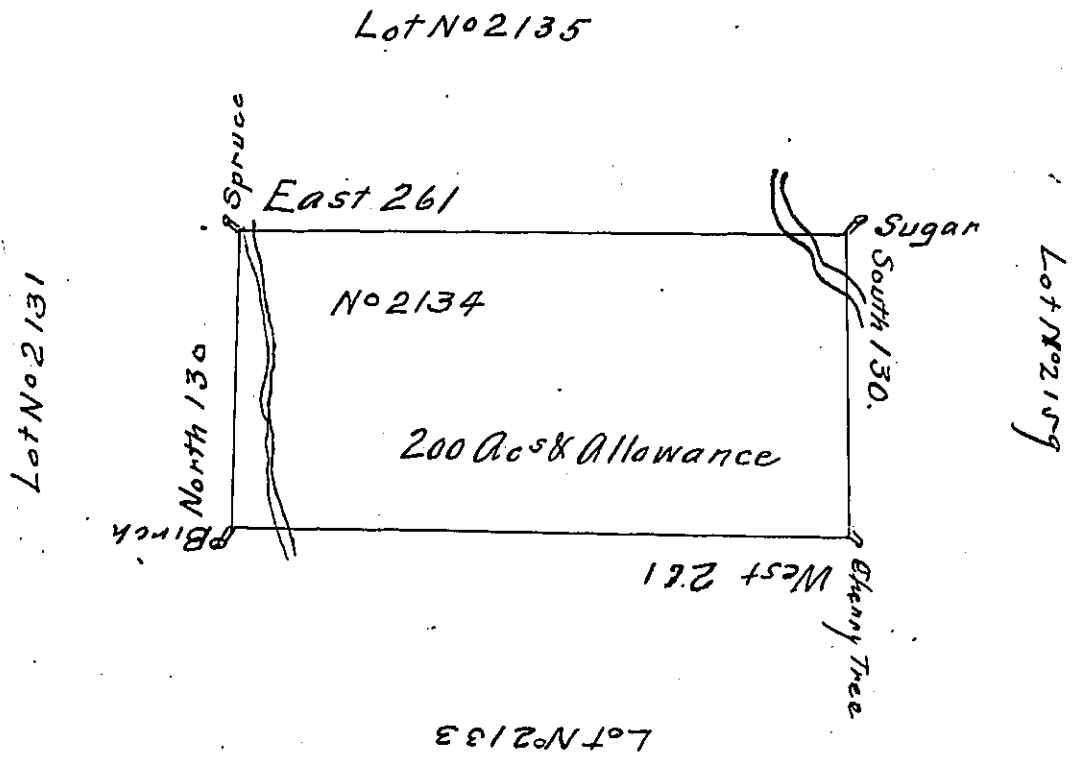 Lot No 2135
Spruce
East 261
Sugar
South 130.
Lot No 2159
No 2134
Lot No 2131
North 130
200 Acs & Allowance
Birch
West 261
Cherry Tree
Lot No 2133